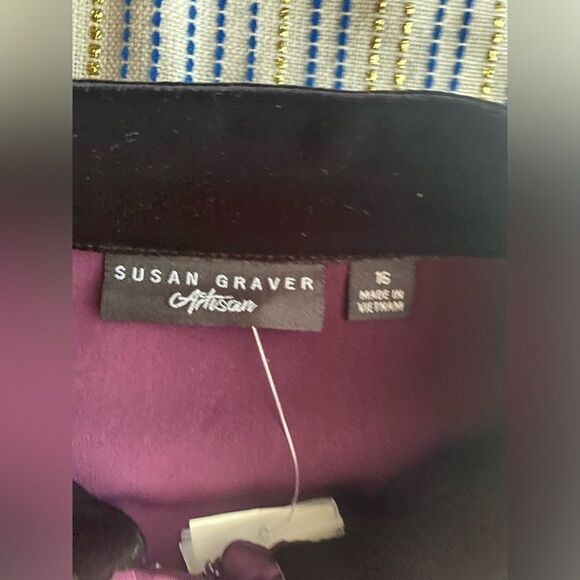 SUSAN GRAVER
Artisan
16
MADE IN
VIETNAM